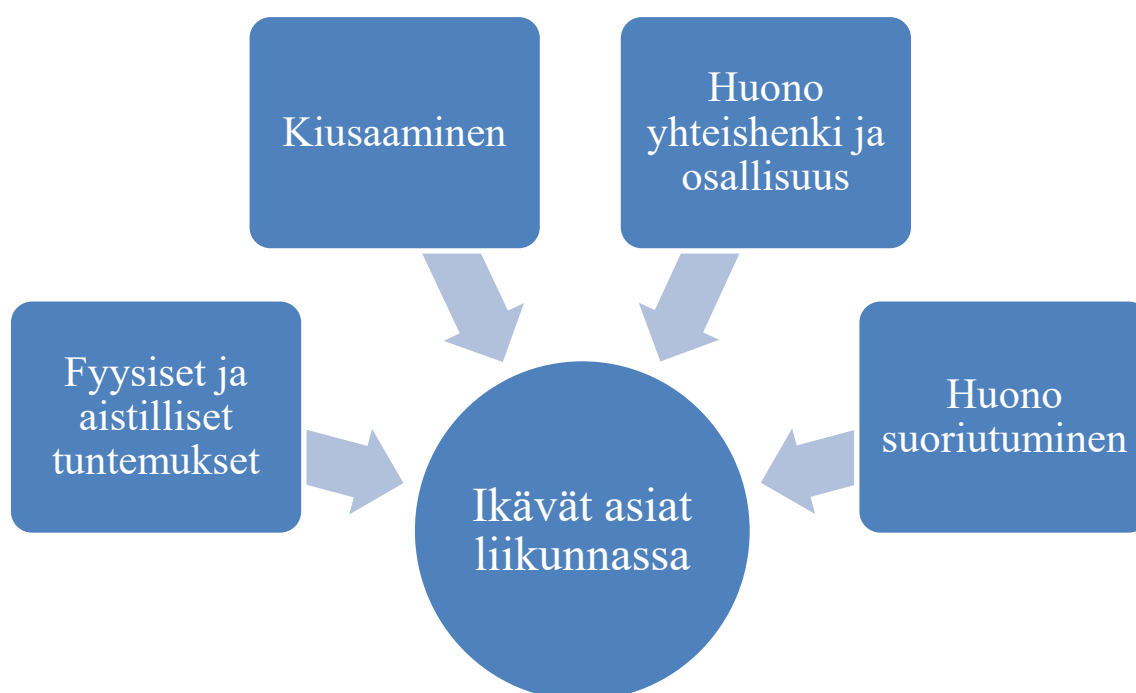 Kiusaaminen
Huono
yhteishenki ja
osallisuus
Fyysiset ja
aistilliset
tuntemukset
Huono
suoriutuminen
Ikävät asiat
liikunnassa